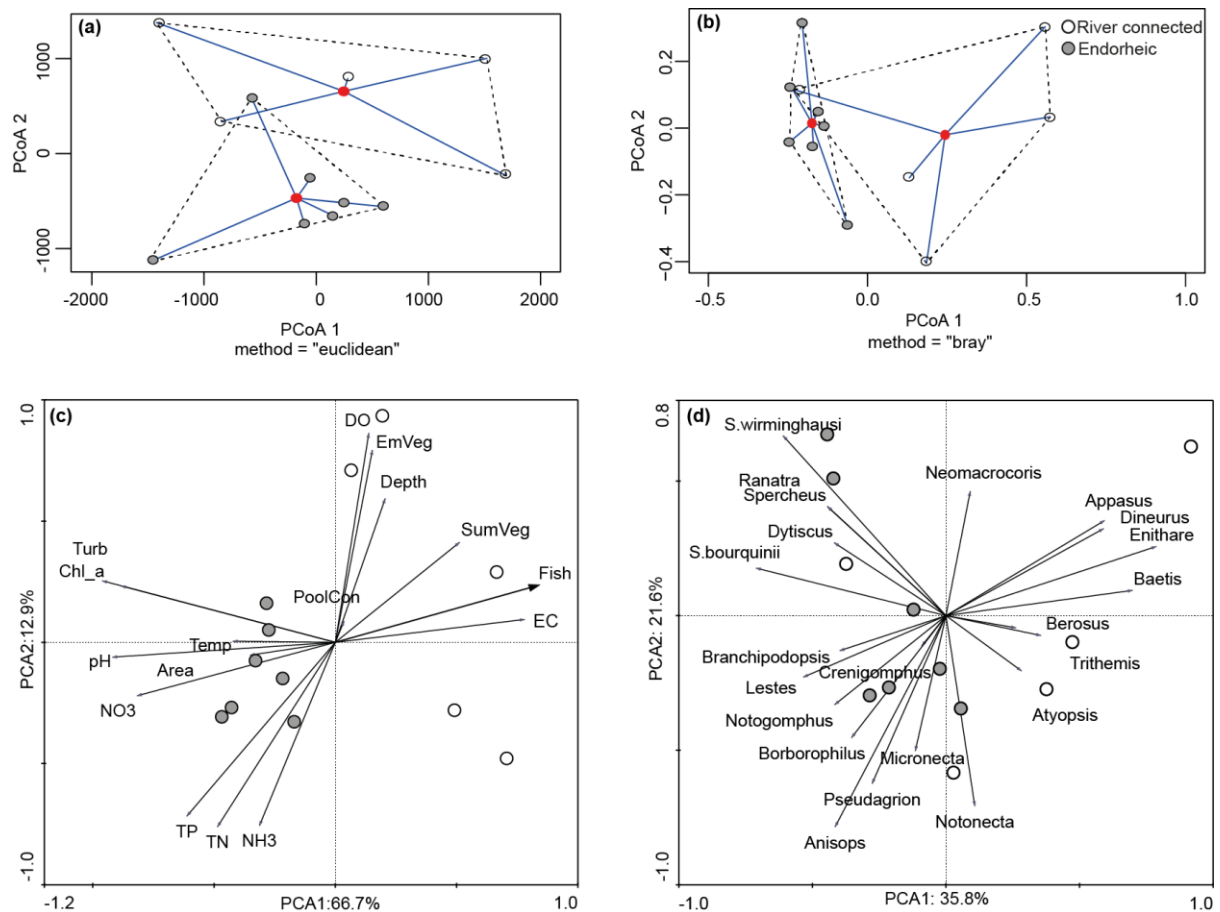 (a)
1000
0
-1000
PCoA 2
-2000
-1000
0
1000
2000
PCoA 1
method = "euclidean"
(b)
River connected
Endorheic
0.2
0.0
-0.2
-0.4
PCoA 2
-0.5
0.0
0.5
1.0
PCoA 1
method = "bray"
(c)
1.0
DO
EmVeg
Depth
SumVeg
Turb
Chl_a
Fish
PoolCon
EC
Temp
pH
Area
NO3
TP
TN
NH3
PCA2:12.9%
-1.0
-1.2
PCA1:66.7%
1.0
(d)
0.8
S.wirminghausi
Neomacrocoris
Ranatra
Spercheus
Appasus
Dineurus
Dytiscus
Enithare
S.bourquinii
Baetis
Berosus
Branchipodopsis
Trithemis
Crenigomphus
Lestes
Notogomphus
Atyopsis
Borborophilus
Micronecta
Pseudagrion
Notonecta
Anisops
PCA2: 21.6%
-1.0
-1.0
PCA1: 35.8%
1.0